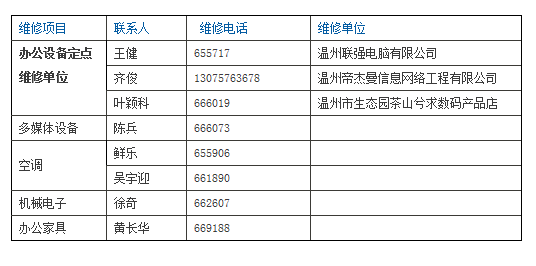 维修项目 联系人 维修电话 维修单位
办公设备定点维修单位 王健 655717 温州联强电脑有限公司
齐俊 13075763678 温州帝杰曼信息网络工程有限公司
叶颖科 666019 温州市生态园茶山兮求数码产品店
多媒体设备 陈兵 666073
空调 鲜乐 655906
吴宇迎 661890
机械电子 徐奇 662607
办公家具 黄长华 669188